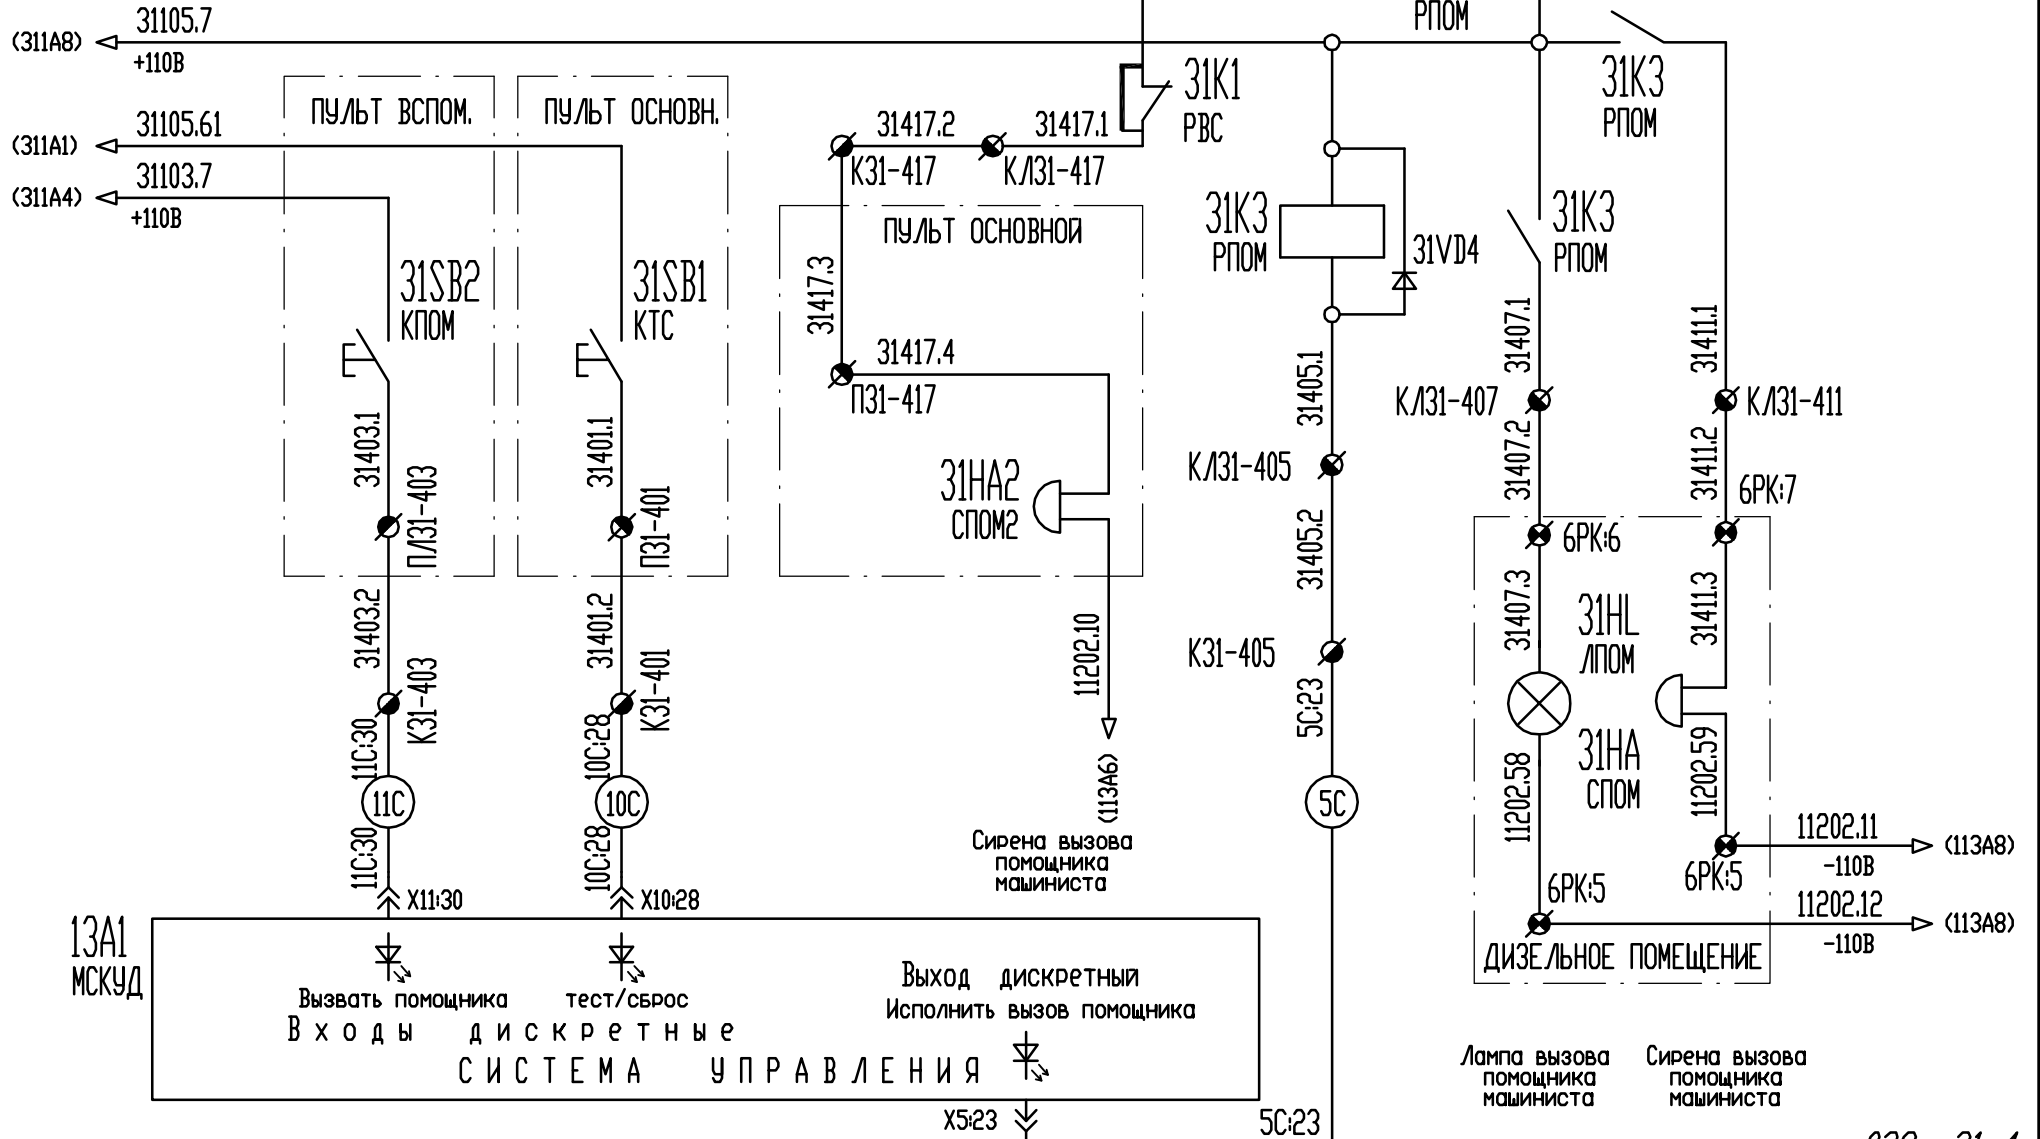 31105.7
РПОМ
(311А8)
+110В
31К1
РВС
31К3
РПОМ
ПУЛЬТ ВСПОМ.
ПУЛЬТ ОСНОВН.
31105.61
31417.2
31417.1
(311А1)
К31-417
КЛ31-417
31103.7
(311А4)
+110В
31К3
РПОМ
31К3
РПОМ
ПУЛЬТ ОСНОВНОЙ
31VD4
31SB2
КПОМ
31SB1
КТС
31417.3
31417.4
П31-417
31407.1
31411.1
31405.1
КЛ31-407
КЛ31-411
31403.1
31401.1
31407.2
31411.2
КЛ31-405
31НА2
СПОМ2
6РК:7
ПЛ31-403
П31-401
6РК:6
31405.2
31403.2
31401.2
31407.3
31411.3
31HL
ЛПОМ
11202.10
К31-405
К31-403
К31-401
5С:23
11С:30
10С:28
31НА
СПОМ
11202.58
11202.59
11С
10С
5С
(113А6)
11С:30
10С:28
Сирена вызова
помощника
машиниста
11202.11
(113А8)
-110В
6РК:5
6РК:5
11202.12
(113А8)
-110В
Х11:30
Х10:28
13А1
МСКУД
ДИЗЕЛЬНОЕ ПОМЕЩЕНИЕ
Выход дискретный
Вызвать помощника
тест/сброс
Исполнить вызов помощника
Входы дискретные
СИСТЕМА УПРАВЛЕНИЯ
Лампа вызова
помощника
машиниста
Сирена вызова
помощника
машиниста
Х5:23
5С:23